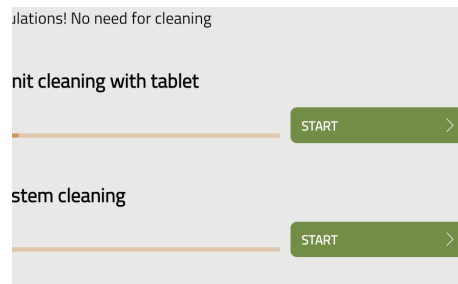 ulations! No need for cleaning
nit cleaning with tablet
START
stem cleaning
START